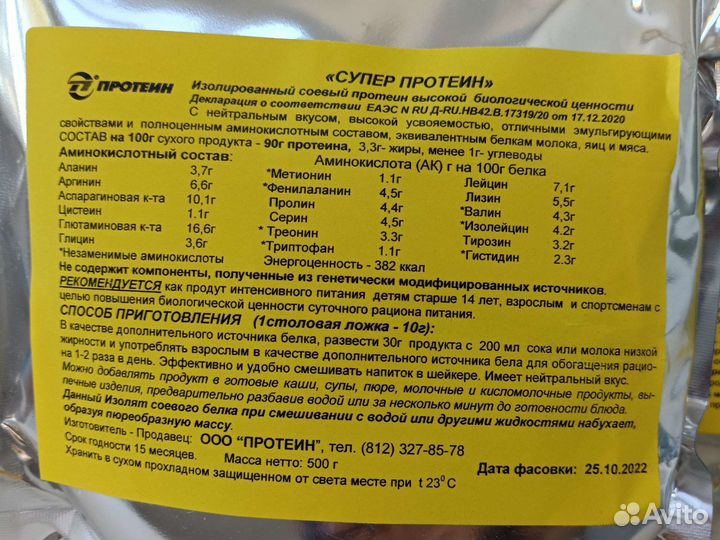 ПРОТЕИН
«СУПЕР ПРОТЕИН»
Изолированный соевый протеин высокой биологической ценности
Декларация о соответствии ЕАЭС N RU Д-RU.НВ42.В.17319/20 от 17.12.2020
С нейтральным вкусом, высокой усвояемостью, отличными эмульгирующими
свойствами и полноценным аминокислотным составом, эквивалентным белкам молока, яиц и мяса.
СОСТАВ на 100г сухого продукта - 90г протеина, 3,3г- жиры, менее 1г- углеводы
Аминокислотный состав: Аминокислота (АК) г на 100г белка
Аланин 3,7г *Метионин 1.1г Лейцин 7,1г
Аргинин 6,6г *Фенилаланин 4,5г Лизин 5,5г
Аспарагиновая к-та 10,1г Пролин 4,4г *Валин 4,3г
Цистеин 1.1г Серин 4,5г *Изолейцин 4.2г
Глютаминовая к-та 16,6г * Треонин 3.3г Тирозин 3.2г
Глицин 3,6г *Триптофан 1.1г *Гистидин 2.3г
*Незаменимые аминокислоты Энергоценность - 382 ккал
Не содержит компоненты, полученные из генетически модифицированных источников.
РЕКОМЕНДУЕТСЯ как продут интенсивного питания детям старше 14 лет, взрослым и спортсменам с
целью повышения биологической ценности суточного рациона питания.
СПОСОБ ПРИГОТОВЛЕНИЯ (1столовая ложка - 10г):
В качестве дополнительного источника белка, развести 30г продукта с 200 мл сока или молока низкой
жирности и употреблять взрослым в качестве дополнительного источника бела для обогащения рацио-
на 1-2 раза в день. Эффективно и удобно смешивать напиток в шейкере. Имеет нейтральный вкус.
Можно добавлять продукт в готовые каши, супы, пюре, молочные и кисломолочные продукты, вы-
печные изделия, предварительно разбавив водой или за несколько минут до готовности блюда.
Данный Изолят соевого белка при смешивании с водой или другими жидкостями набухает,
образуя пюреобразную массу.
Изготовитель - Продавец: ООО "ПРОТЕИН", тел. (812) 327-85-78
Срок годности 15 месяцев. Масса нетто: 500 г Дата фасовки: 25.10.2022
Хранить в сухом прохладном защищенном от света месте при t 23⁰ С
Avito